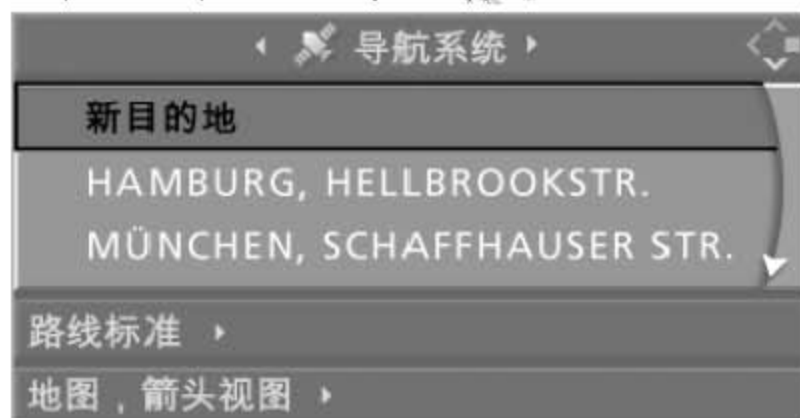 导航系统
新目的地
HAMBURG, HELLBROOKSTR.
MÜNCHEN, SCHAFFHAUSER STR.
路线标准
地图，箭头视图